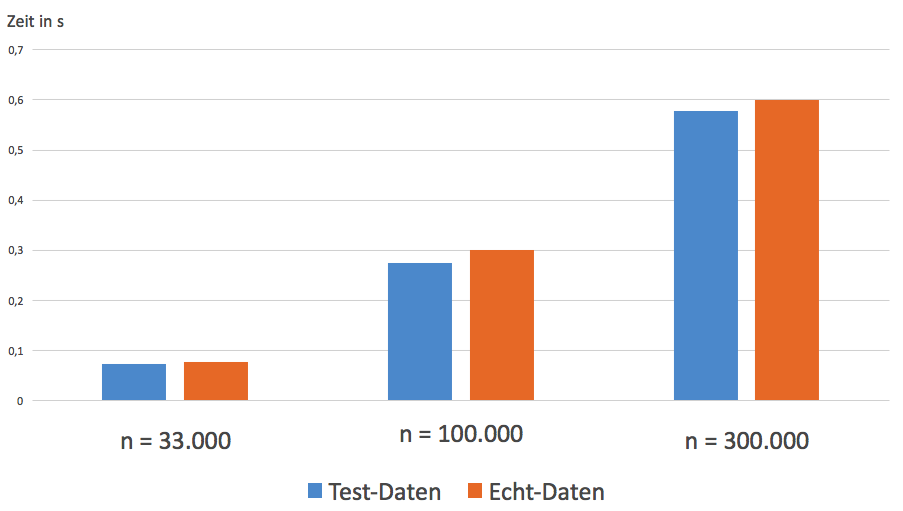 Zeit in s
0,7
0,6
0,5
0,4
0,3
0,2
0,1
0
n = 33.000
n = 100.000
n = 300.000
Test-Daten
Echt-Daten